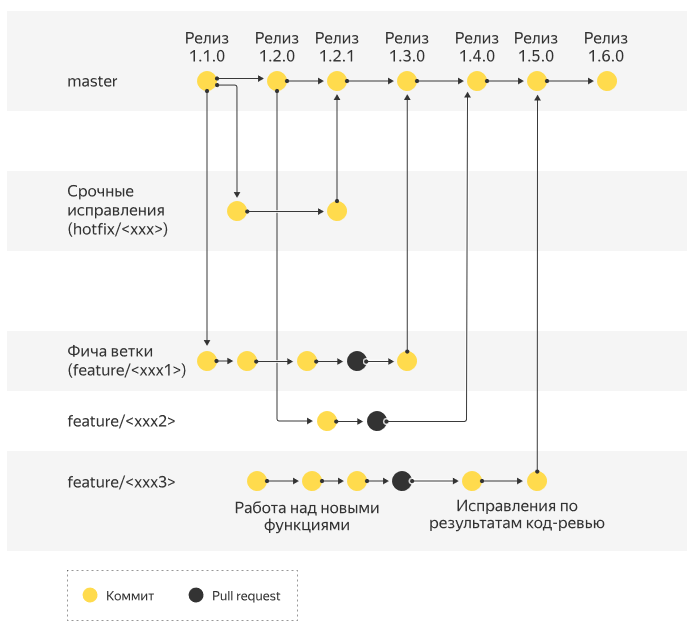 Релиз 1.1.0
Релиз 1.2.0
Релиз 1.2.1
Релиз 1.3.0
Релиз 1.4.0
Релиз 1.5.0
Релиз 1.6.0
master
Срочные
исправления
(hotfix/<xxx>)
Фича ветки
(feature/<xxx1>)
feature/<xxx2>
feature/<xxx3>
Работа над новыми
функциями
Исправления по
результатам код-ревью
Коммит
Pull request